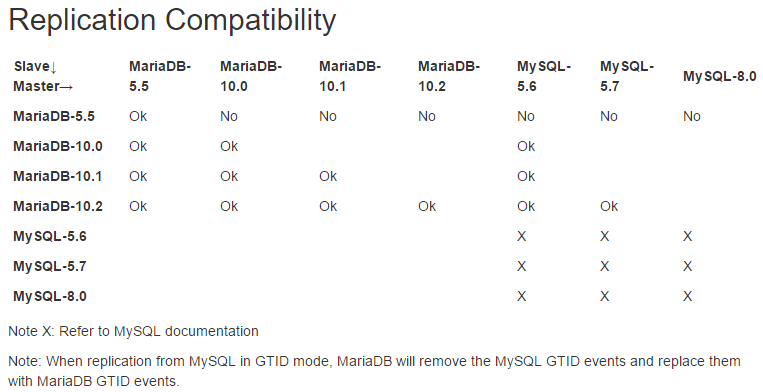 Replication Compatibility
Slave↓ Master→ MariaDB-5.5 MariaDB-10.0 MariaDB-10.1 MariaDB-10.2 MySQL-5.6 MySQL-5.7 MySQL-8.0
MariaDB-5.5 Ok No No No No No No
MariaDB-10.0 Ok Ok Ok
MariaDB-10.1 Ok Ok Ok Ok
MariaDB-10.2 Ok Ok Ok Ok Ok Ok
MySQL-5.6 X X X
MySQL-5.7 X X X
MySQL-8.0 X X X
Note X: Refer to MySQL documentation
Note: When replication from MySQL in GTID mode, MariaDB will remove the MySQL GTID events and replace them
with MariaDB GTID events.